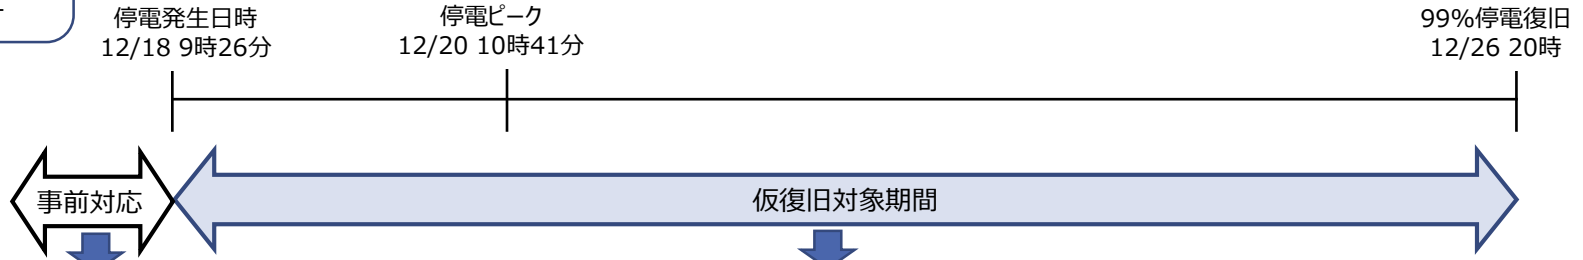 停電発生日時
12/18 9時26分
停電ピーク
12/20 10時41分
99%停電復旧
12/26 20時
事前対応
仮復旧対象期間